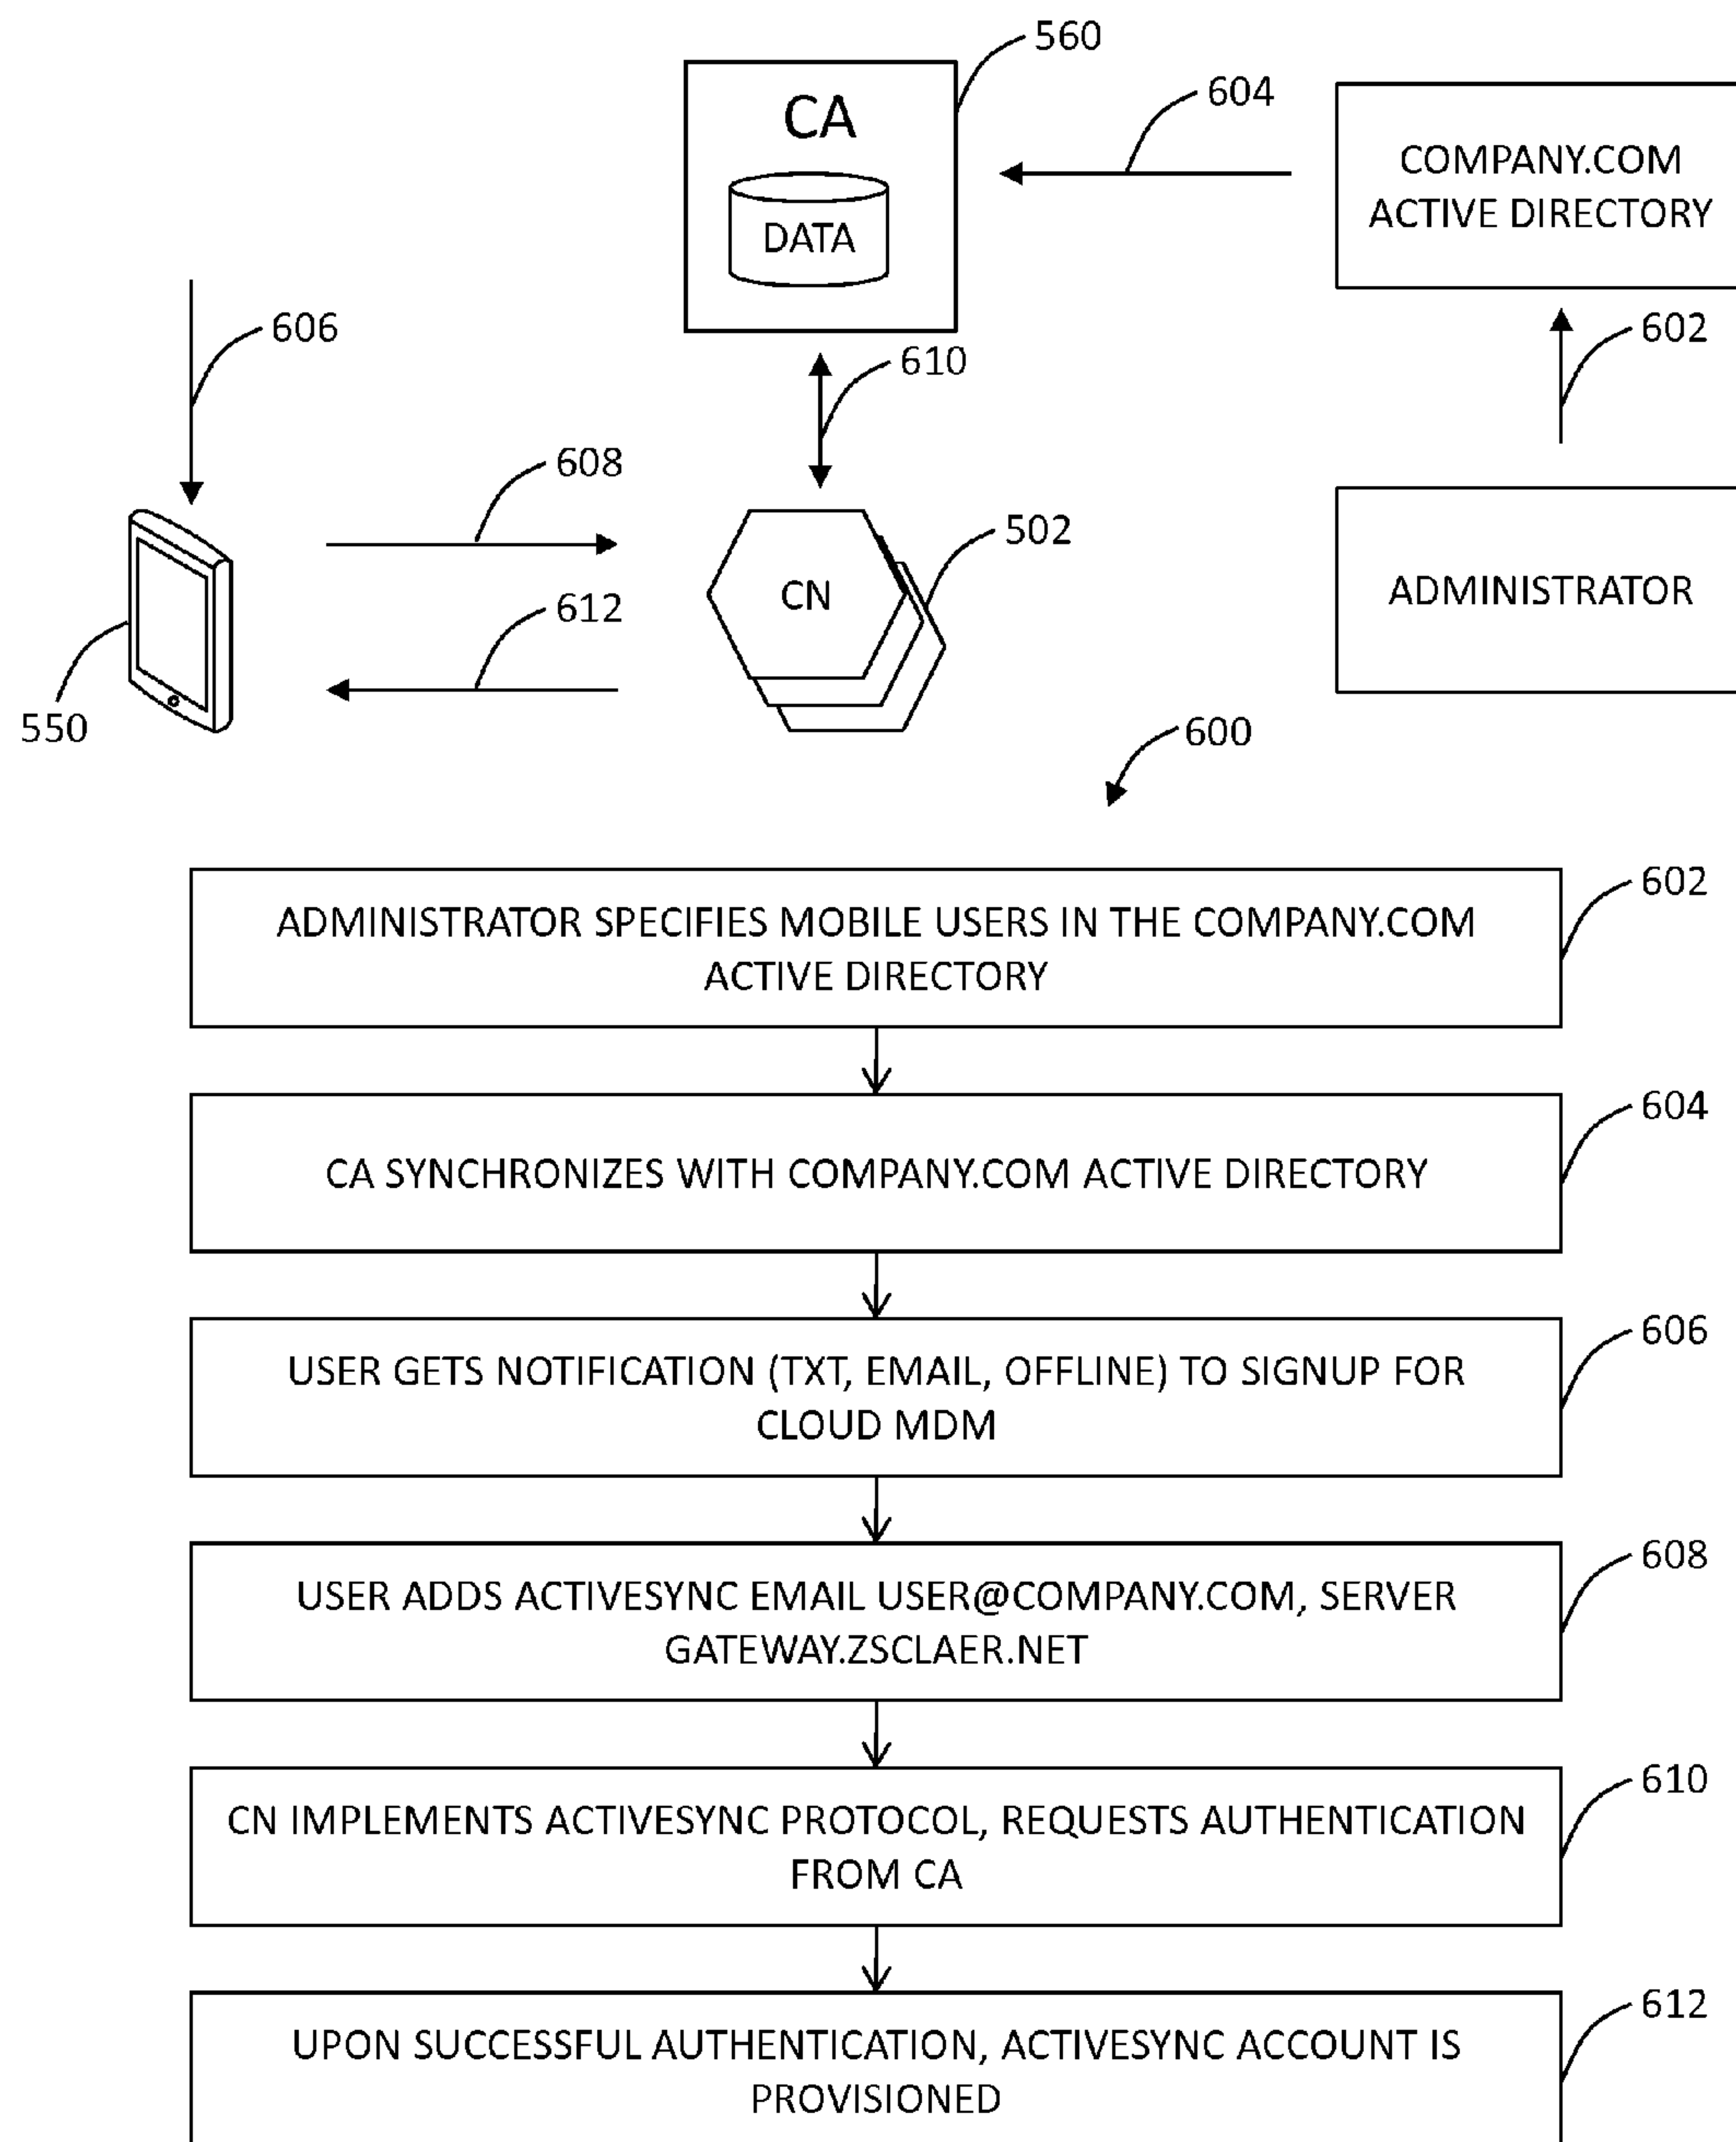 560
CA
604
COMPANY.COM
ACTIVE DIRECTORY
DATA
606
602
610
608
502
CN
612
ADMINISTRATOR
550
600
602
ADMINISTRATOR SPECIFIES MOBILE USERS IN THE COMPANY.COM
ACTIVE DIRECTORY
604
CA SYNCHRONIZES WITH COMPANY.COM ACTIVE DIRECTORY
606
USER GETS NOTIFICATION (TXT, EMAIL, OFFLINE) TO SIGNUP FOR
CLOUD MDM
608
USER ADDS ACTIVESYNC EMAIL USER@COMPANY.COM, SERVER
GATEWAY.ZSCLAER.NET
610
CN IMPLEMENTS ACTIVESYNC PROTOCOL, REQUESTS AUTHENTICATION
FROM CA
612
UPON SUCCESSFUL AUTHENTICATION, ACTIVESYNC ACCOUNT IS
PROVISIONED